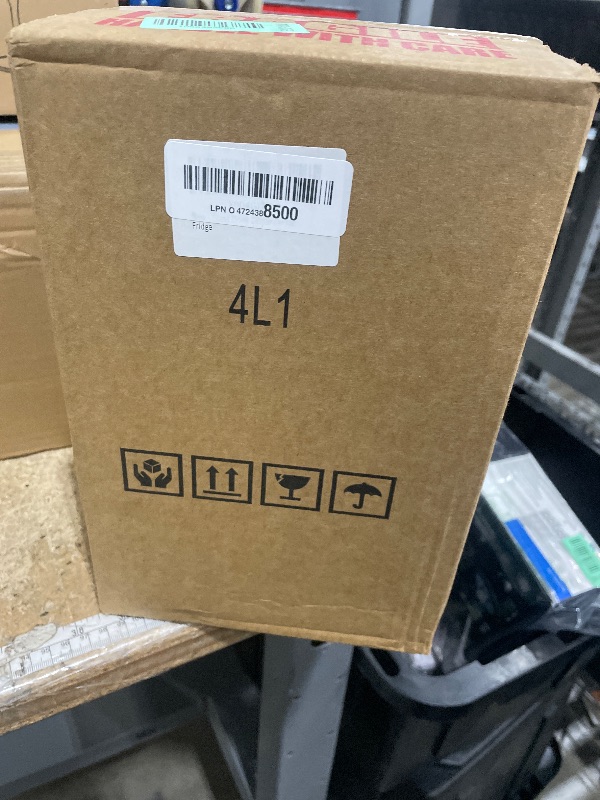 WITH CARE
LPN Q 4724388500
Fridge
4L1